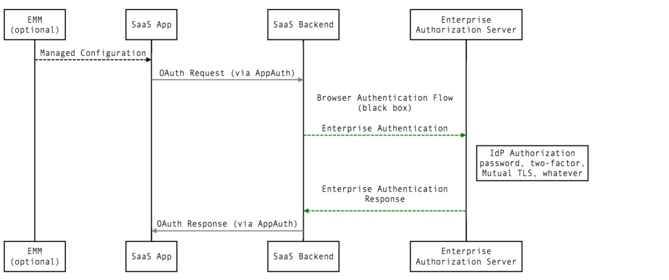 EMM
(optional)
SaaS App
SaaS Backend
Enterprise
Authorization Server
Managed Configuration
OAuth Request (via AppAuth)
Browser Authentication Flow
(black box)
Enterprise Authentication
IdP Authorization
password, two-factor,
Mutual TLS, whatever
Enterprise Authentication
Response
OAuth Response (via AppAuth)
EMM
(optional)
SaaS App
SaaS Backend
Enterprise
Authorization Server